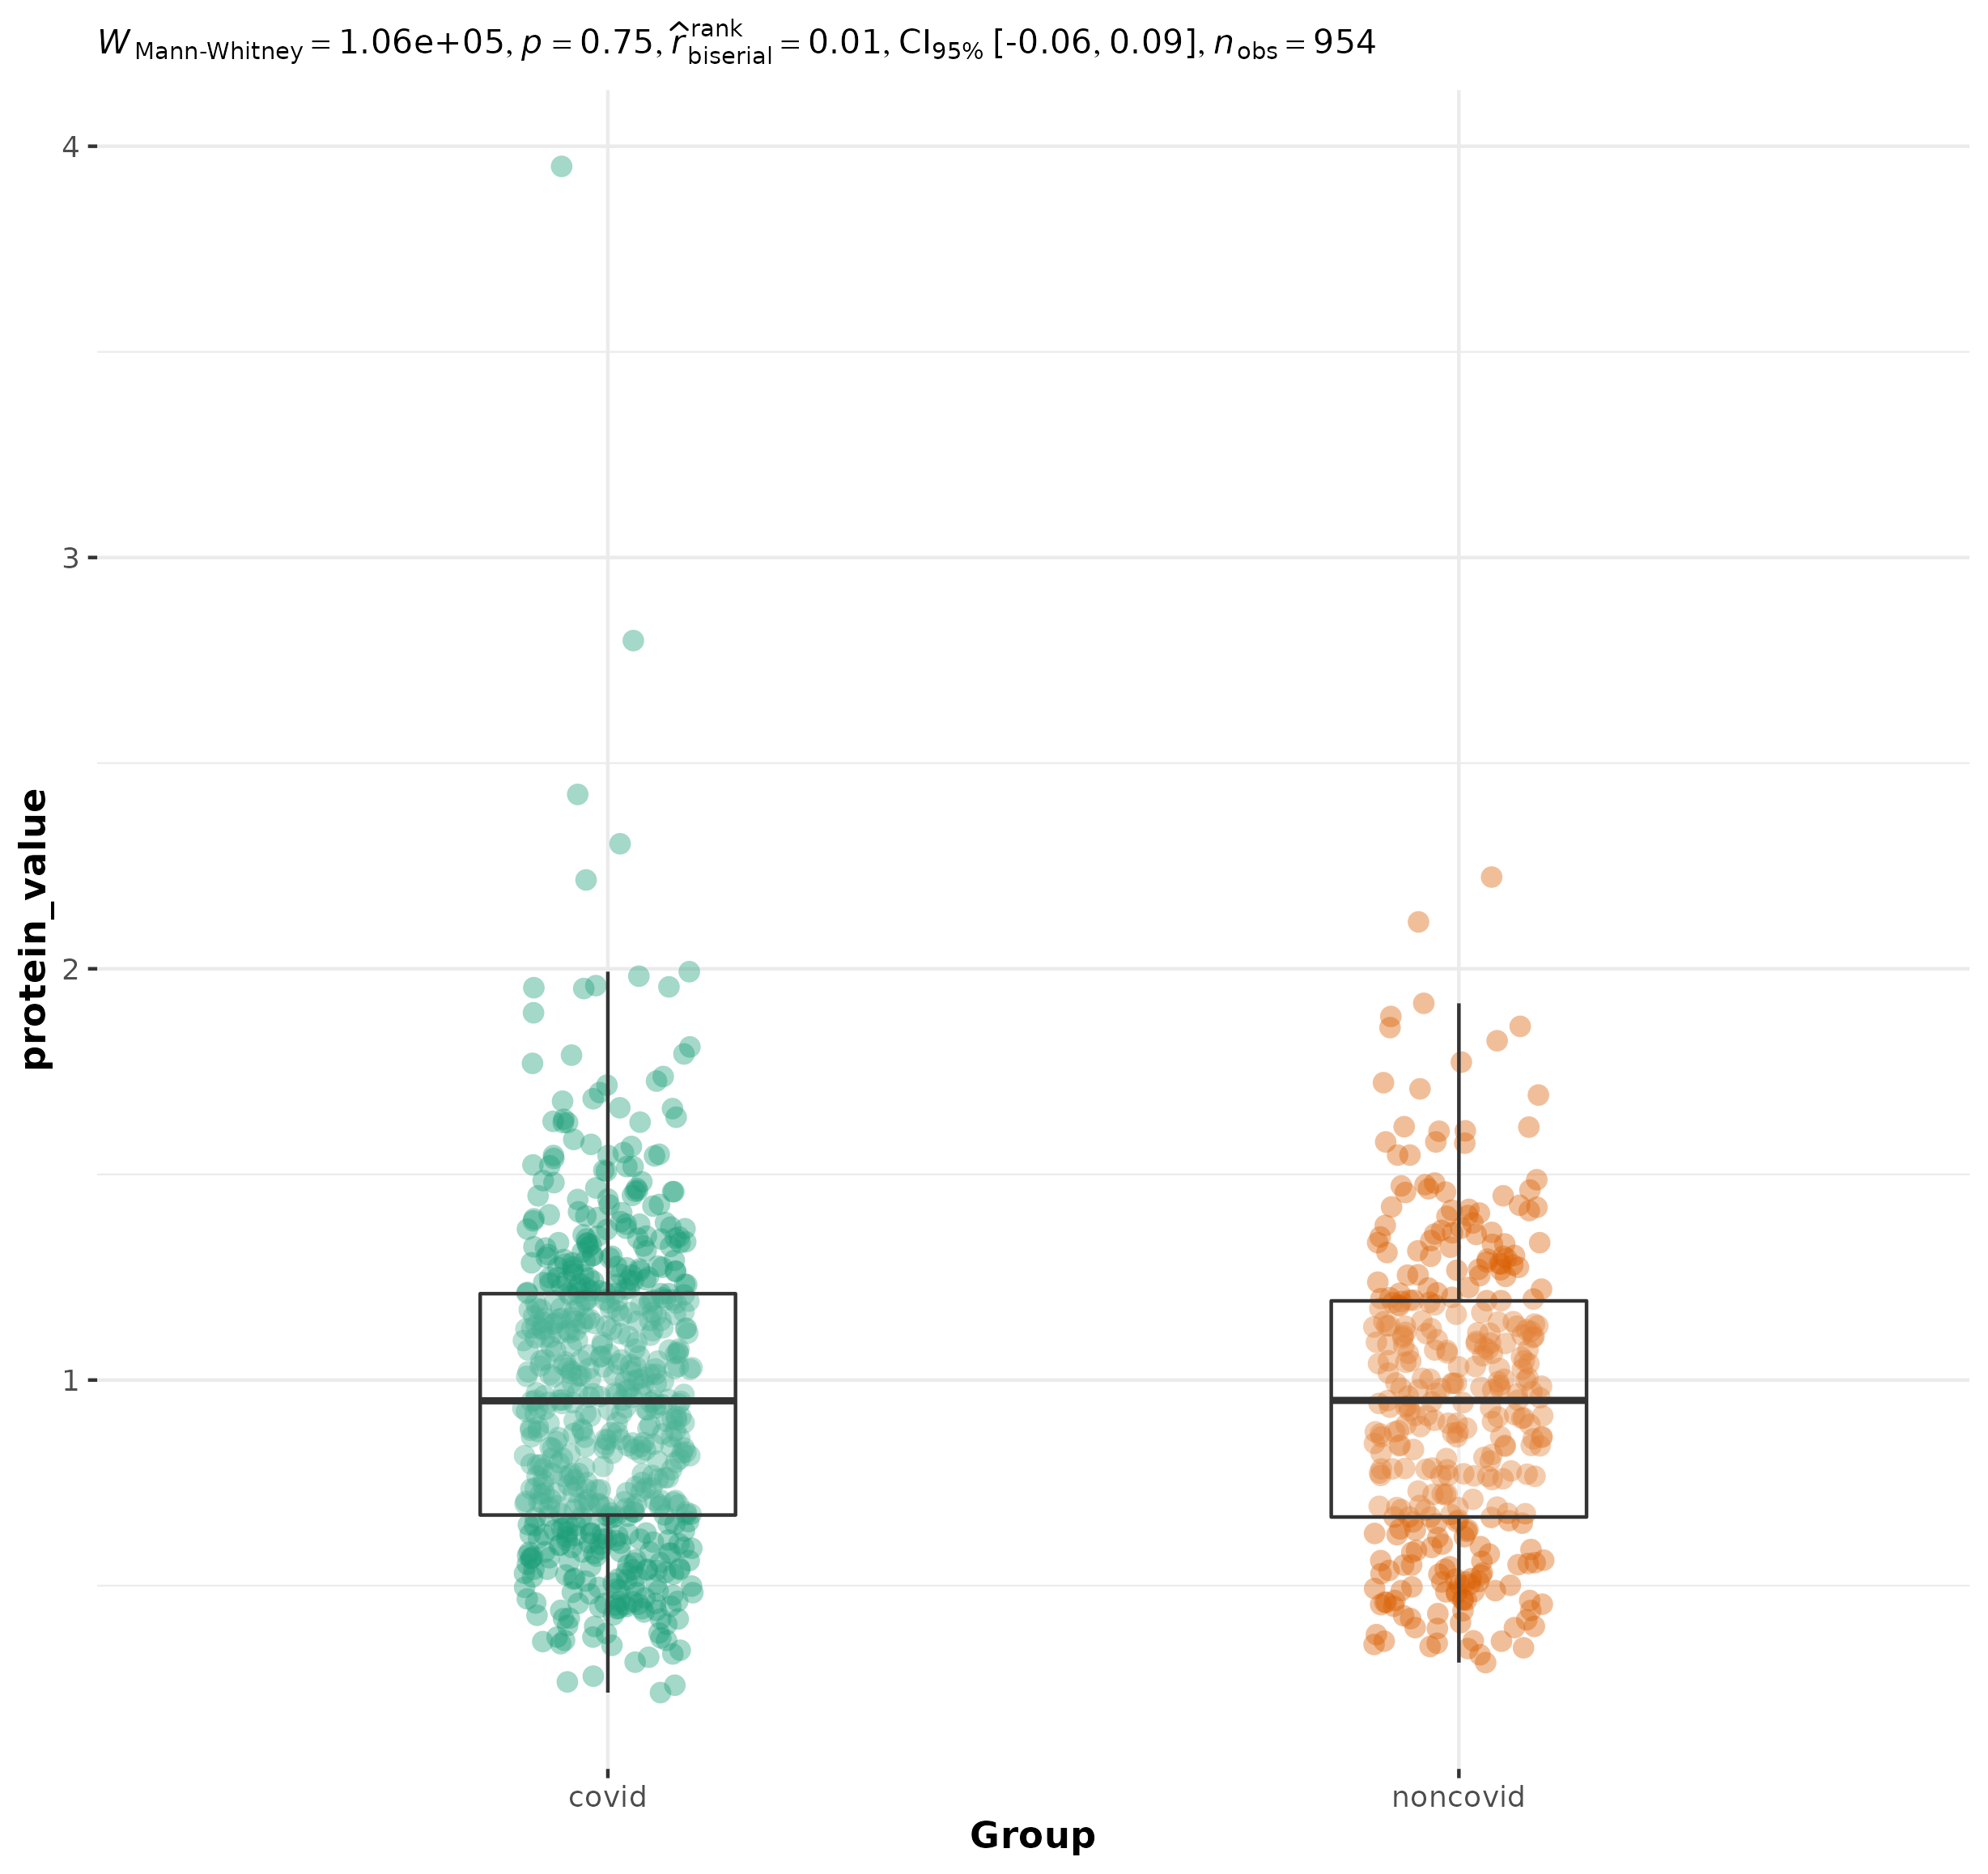 W Mann-Whitney = 1.06e+05, p = 0.75, r̂ rank biserial = 0.01, CI95% [-0.06, 0.09], n obs = 954
4
3
2
1
protein_value
covid noncovid
Group